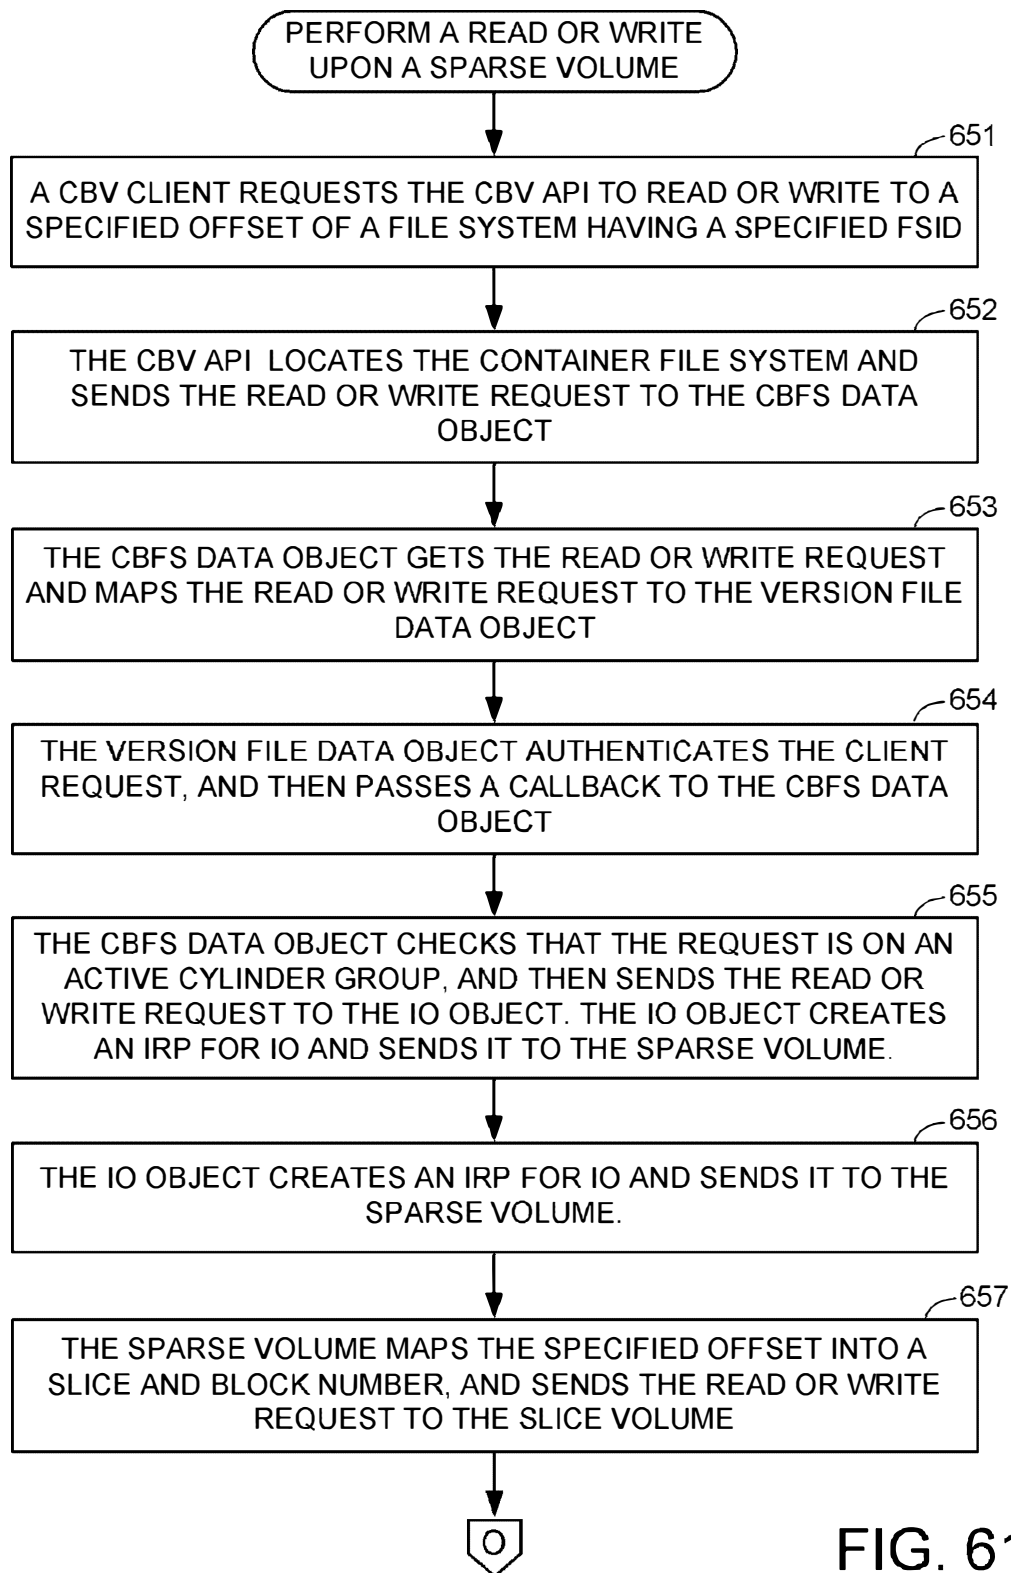 PERFORM A READ OR WRITE
UPON A SPARSE VOLUME
651
A CBV CLIENT REQUESTS THE CBV API TO READ OR WRITE TO A
SPECIFIED OFFSET OF A FILE SYSTEM HAVING A SPECIFIED FSID
652
THE CBV API LOCATES THE CONTAINER FILE SYSTEM AND
SENDS THE READ OR WRITE REQUEST TO THE CBFS DATA
OBJECT
653
THE CBFS DATA OBJECT GETS THE READ OR WRITE REQUEST
AND MAPS THE READ OR WRITE REQUEST TO THE VERSION FILE
DATA OBJECT
654
THE VERSION FILE DATA OBJECT AUTHENTICATES THE CLIENT
REQUEST, AND THEN PASSES A CALLBACK TO THE CBFS DATA
OBJECT
655
THE CBFS DATA OBJECT CHECKS THAT THE REQUEST IS ON AN
ACTIVE CYLINDER GROUP, AND THEN SENDS THE READ OR
WRITE REQUEST TO THE IO OBJECT. THE IO OBJECT CREATES
AN IRP FOR IO AND SENDS IT TO THE SPARSE VOLUME.
656
THE IO OBJECT CREATES AN IRP FOR IO AND SENDS IT TO THE
SPARSE VOLUME.
657
THE SPARSE VOLUME MAPS THE SPECIFIED OFFSET INTO A
SLICE AND BLOCK NUMBER, AND SENDS THE READ OR WRITE
REQUEST TO THE SLICE VOLUME
O
FIG. 61